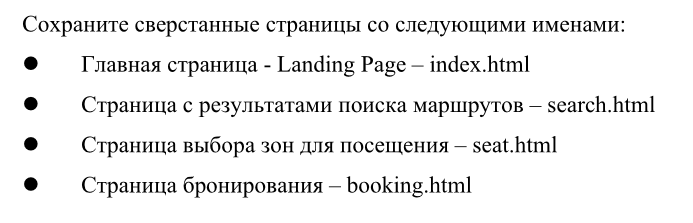 Сохраните сверстанные страницы со следующими именами:
● Главная страница - Landing Page – index.html
● Страница с результатами поиска маршрутов – search.html
● Страница выбора зон для посещения – seat.html
● Страница бронирования – booking.html